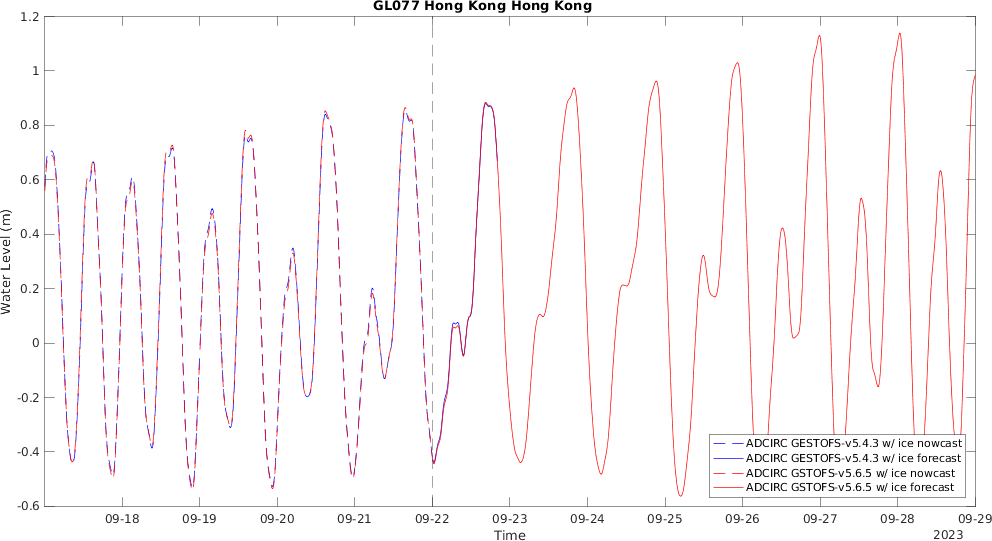 GL077 Hong Kong Hong Kong
1.2
1
0.8
0.6
0.4
0.2
0
-0.2
-0.4
-0.6
Water Level (m)
ADCIRC GESTOFS-v5.4.3 w/ ice nowcast
ADCIRC GESTOFS-v5.4.3 w/ ice forecast
ADCIRC GSTOFS-v5.6.5 w/ ice nowcast
ADCIRC GSTOFS-v5.6.5 w/ ice forecast
09-18 09-19 09-20 09-21 09-22 09-23 09-24 09-25 09-26 09-27 09-28 09-29
Time
2023